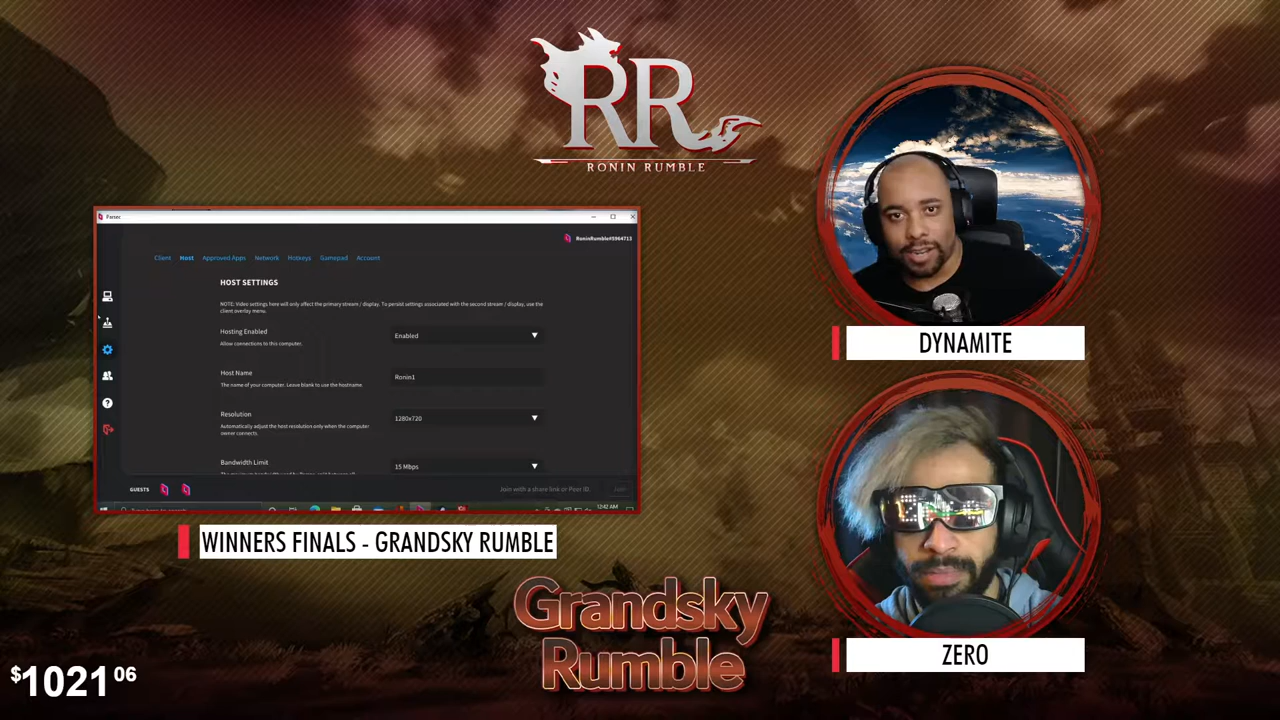 RR
RONIN RUMBLE
Parsec
RoninRumble#5964713
Client Host Approved Apps Network Hotkeys Gamepad Account
HOST SETTINGS
NOTE: Video settings here will only affect the primary stream / display. To persist settings associated with the second stream / display, use the
client overlay menu.
Hosting Enabled
Allow connections to this computer.
Enabled
Host Name
The name of your computer. Leave blank to use the hostname.
Ronin1
Resolution
Automatically adjust the host resolution only when the computer
owner connects.
1280x720
Bandwidth Limit
15 Mbps
GUESTS
Join with a share link or Peer ID.
Join
12:42 AM
WINNERS FINALS - GRANDSKY RUMBLE
DYNAMITE
ZERO
Grandsky
Rumble
$1021 06